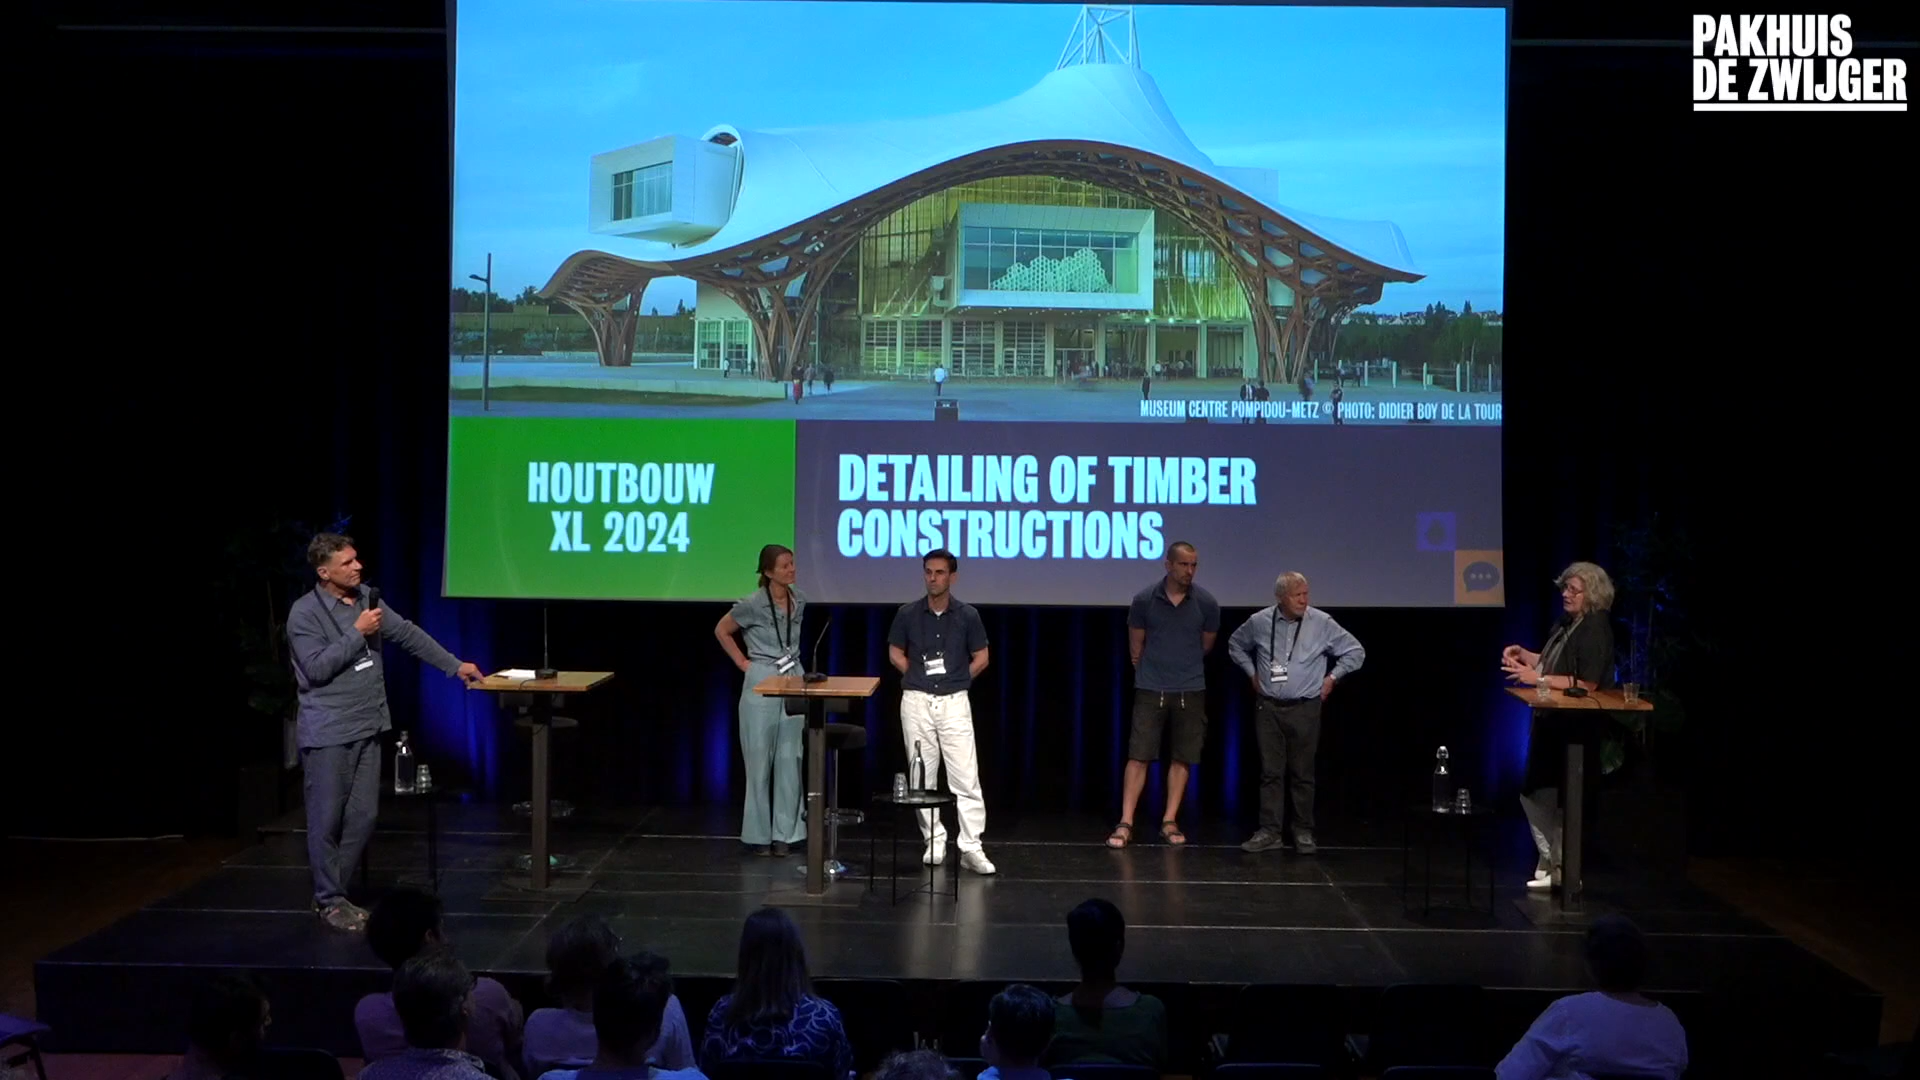 PAKHUIS
DE ZWIJGER
MUSEUM CENTRE POMPIDOU-METZ © PHOTO: DIDIER BOY DE LA TOUR
HOUTBOUW
XL 2024
DETAILING OF TIMBER
CONSTRUCTIONS